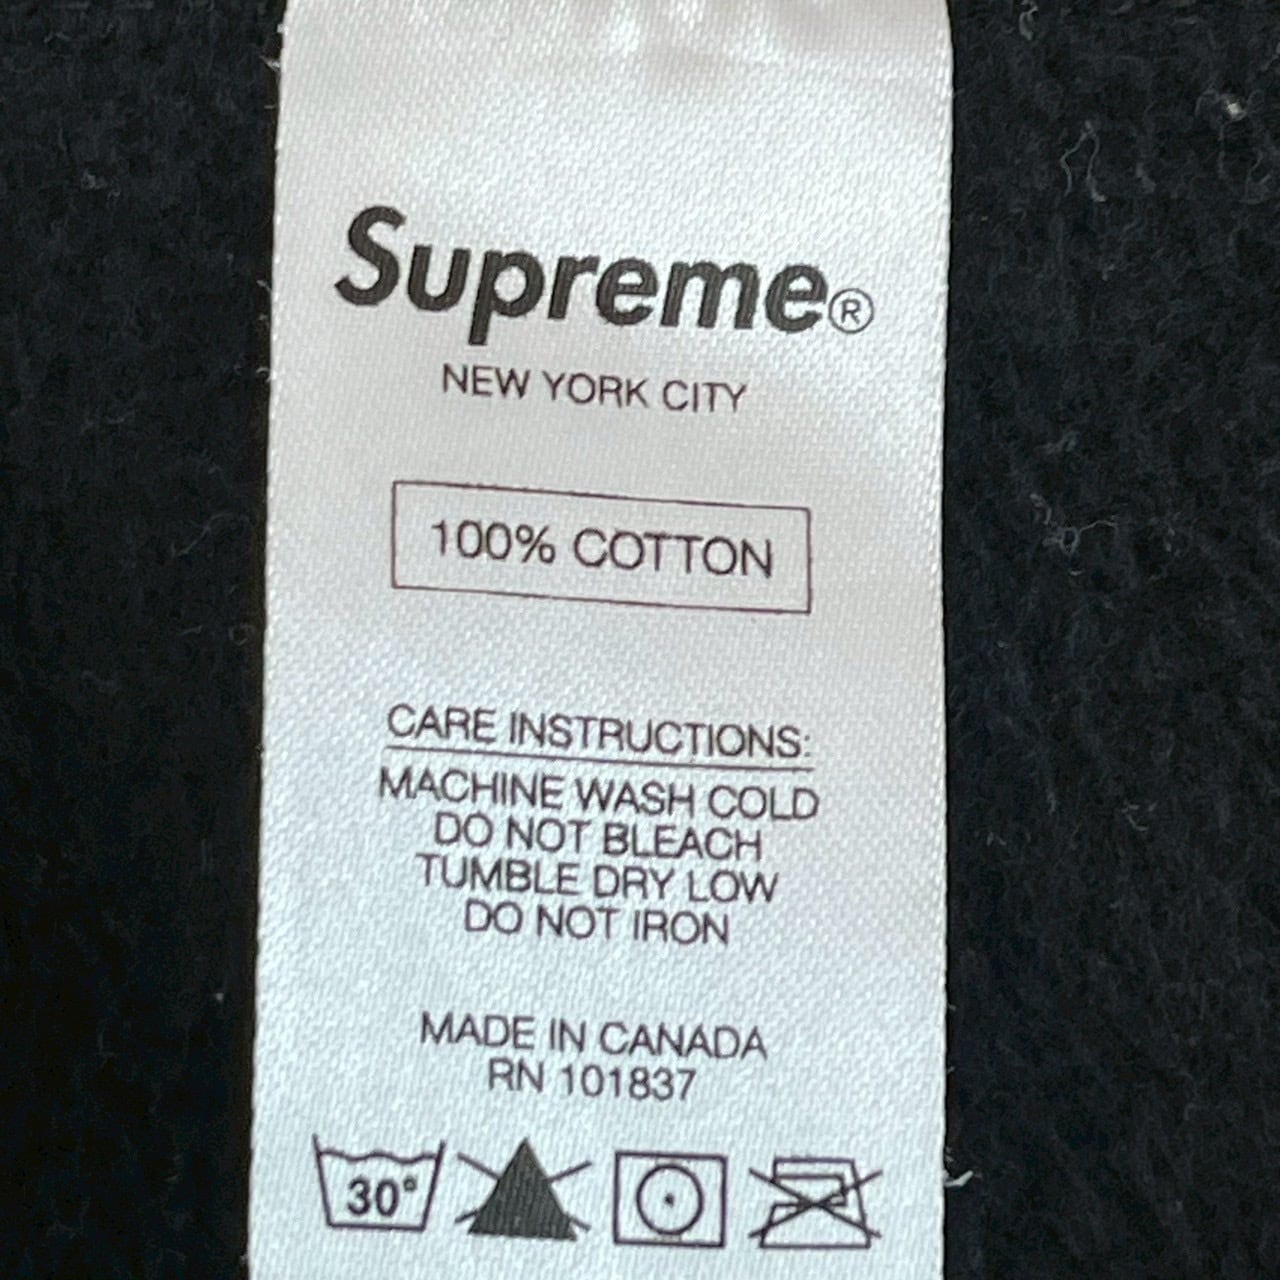 Supreme®
NEW YORK CITY
100% COTTON
CARE INSTRUCTIONS:
MACHINE WASH COLD
DO NOT BLEACH
TUMBLE DRY LOW
DO NOT IRON
MADE IN CANADA
RN 101837
30°